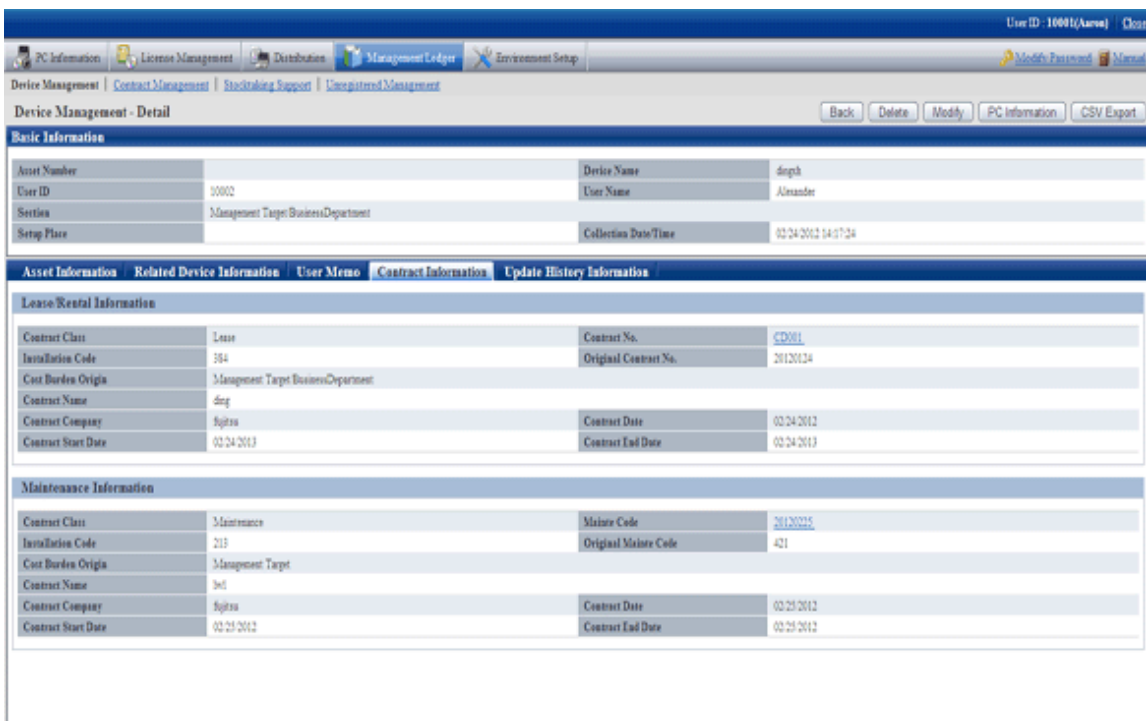 User ID : 10001(Aaron) Close
PC Information License Management Distribution Management Ledger Environment Setup Modify Password Manual
Device Management | Contract Management | Stocktaking Support | Unregistered Management
Device Management - Detail Back Delete Modify PC Information CSV Export
Basic Information
Asset Number Device Name
User ID 10002 User Name Alexander
Section Management Target/BusinessDepartment
Setup Place Collection Date/Time 02/24/2012 14:17:24
Asset Information Related Device Information User Memo Contract Information Update History Information
Lease/Rental Information
Contract Class Lease Contract No. CD001
Installation Code 384 Original Contract No. 20120124
Cost Burden Origin Management Target/BusinessDepartment
Contract Name ding
Contract Company fujitsu Contract Date 02/24/2012
Contract Start Date 02/24/2013 Contract End Date 02/24/2013
Maintenance Information
Contract Class Maintenance Mainte Code 20120225
Installation Code 213 Original Mainte Code 421
Cost Burden Origin Management Target
Contract Name
Contract Company fujitsu Contract Date 02/25/2012
Contract Start Date 02/25/2012 Contract End Date 02/25/2012